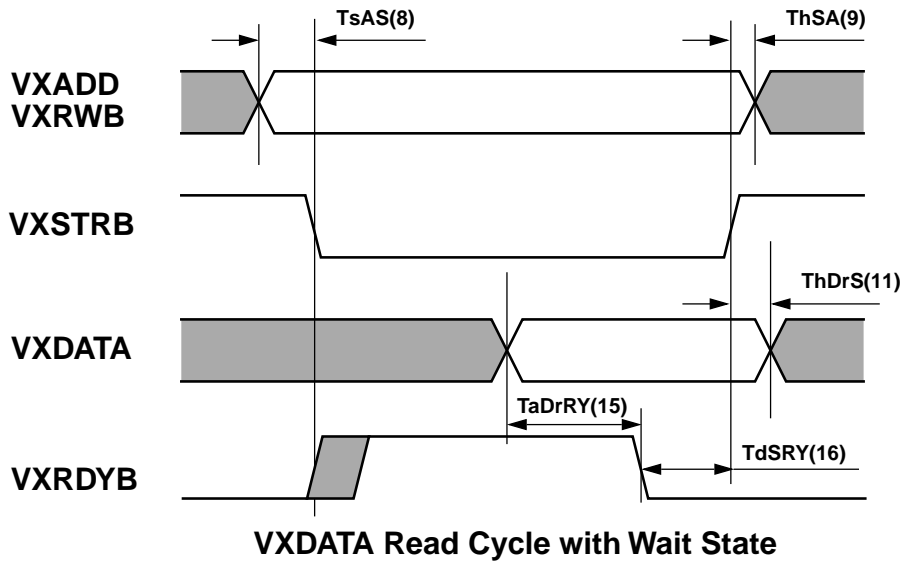 TsAS(8)
ThSA(9)
VXADD
VXRWB
VXSTRB
ThDrS(11)
VXDATA
TaDrRY(15)
TdSRY(16)
VXRDYB
VXDATA Read Cycle with Wait State